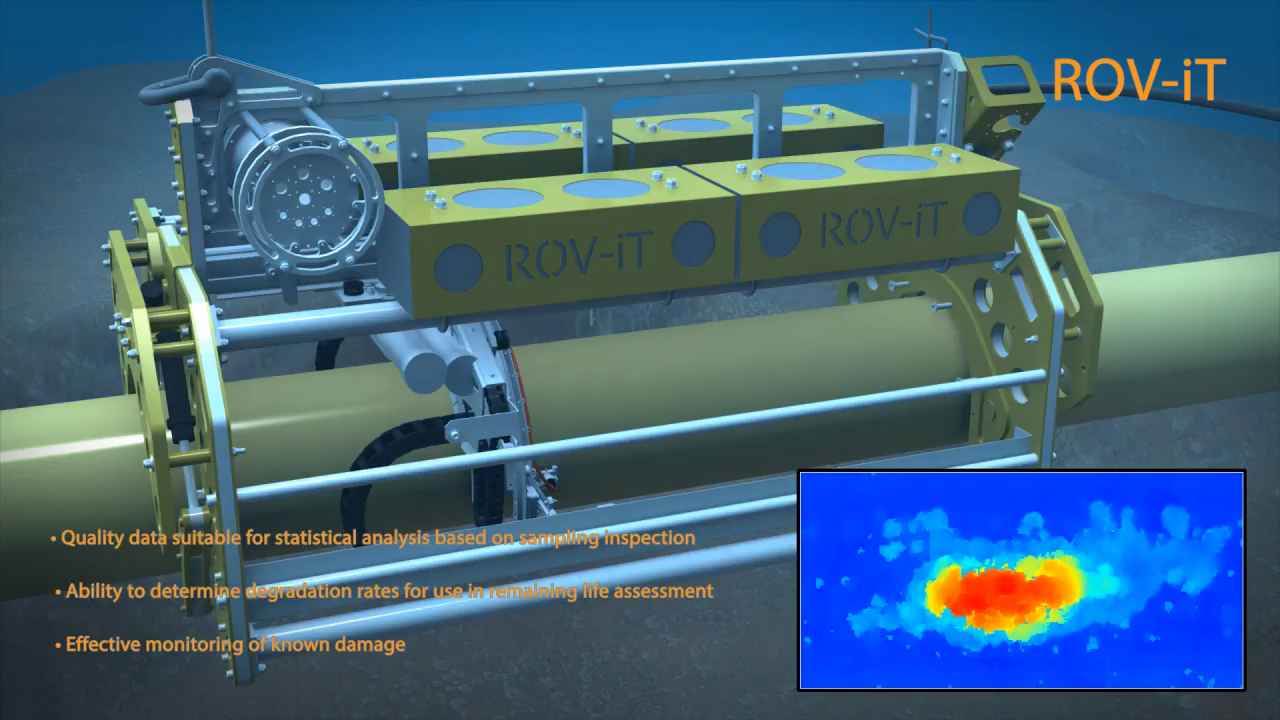 ROV-iT
ROV-iT
ROV-iT
• Quality data suitable for statistical analysis based on sampling inspection
• Ability to determine degradation rates for use in remaining life assessment
• Effective monitoring of known damage